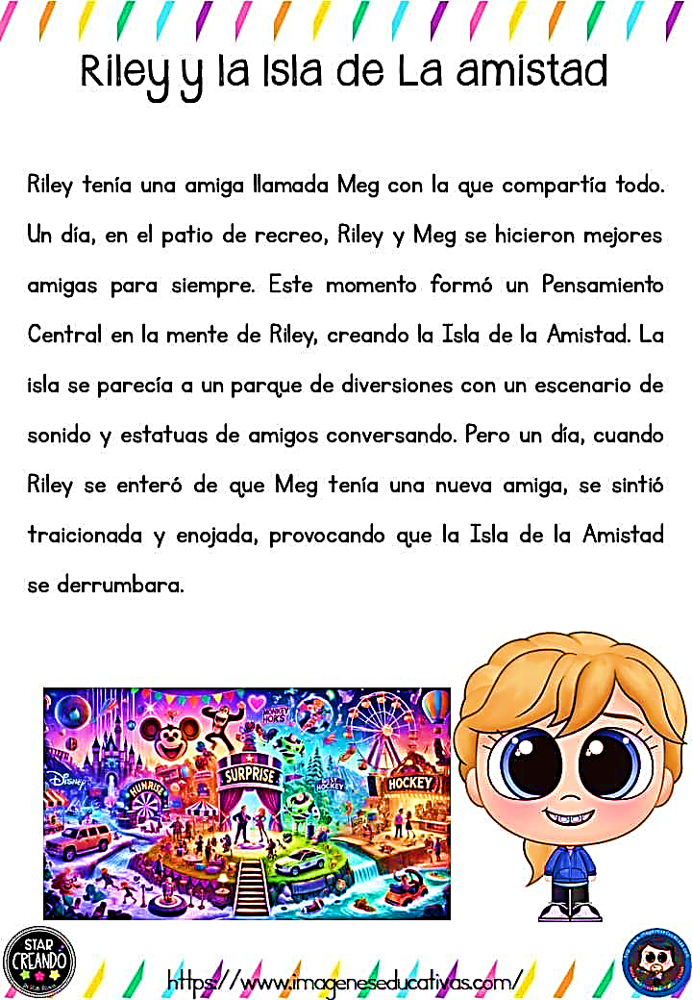 Riley y la Isla de La amistad
Riley tenía una amiga llamada Meg con la que compartía todo.
Un día, en el patio de recreo, Riley y Meg se hicieron mejores
amigas para siempre. Este momento formó un Pensamiento
Central en la mente de Riley, creando la Isla de la Amistad. La
isla se parecía a un parque de diversiones con un escenario de
sonido y estatuas de amigos conversando. Pero un día, cuando
Riley se enteró de que Meg tenía una nueva amiga, se sintió
traicionada y enojada, provocando que la Isla de la Amistad
se derrumbara.
MONKEY
HORS
Disney
HUNRISE
SURPRISE
HOCKEY
HOCKEY
STAR
CREANDO
https://www.imageneseducativas.com/